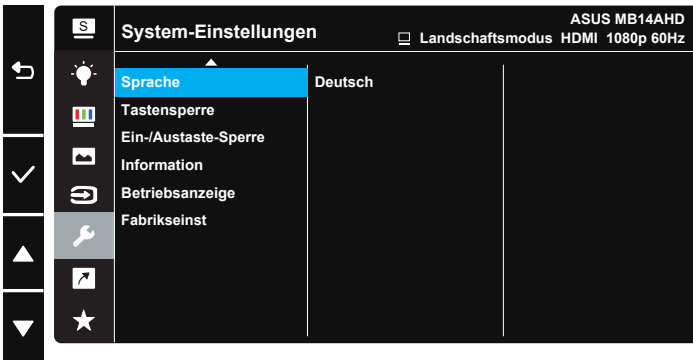 S
System-Einstellungen
ASUS MB14AHD
Landschaftsmodus HDMI 1080p 60Hz
Sprache Deutsch
Tastensperre
Ein-/Austaste-Sperre
Information
Betriebsanzeige
Fabrikseinst